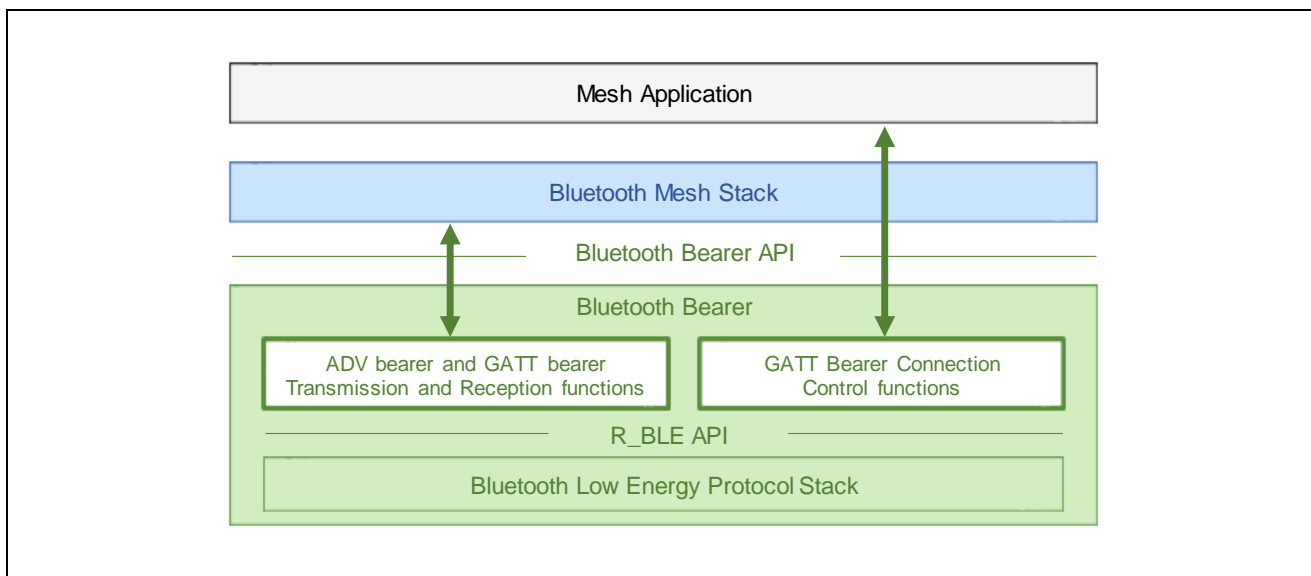 Mesh Application
Bluetooth Mesh Stack
Bluetooth Bearer API
Bluetooth Bearer
ADV bearer and GATT bearer
Transmission and Reception functions
GATT Bearer Connection
Control functions
R_BLE API
Bluetooth Low Energy Protocol Stack